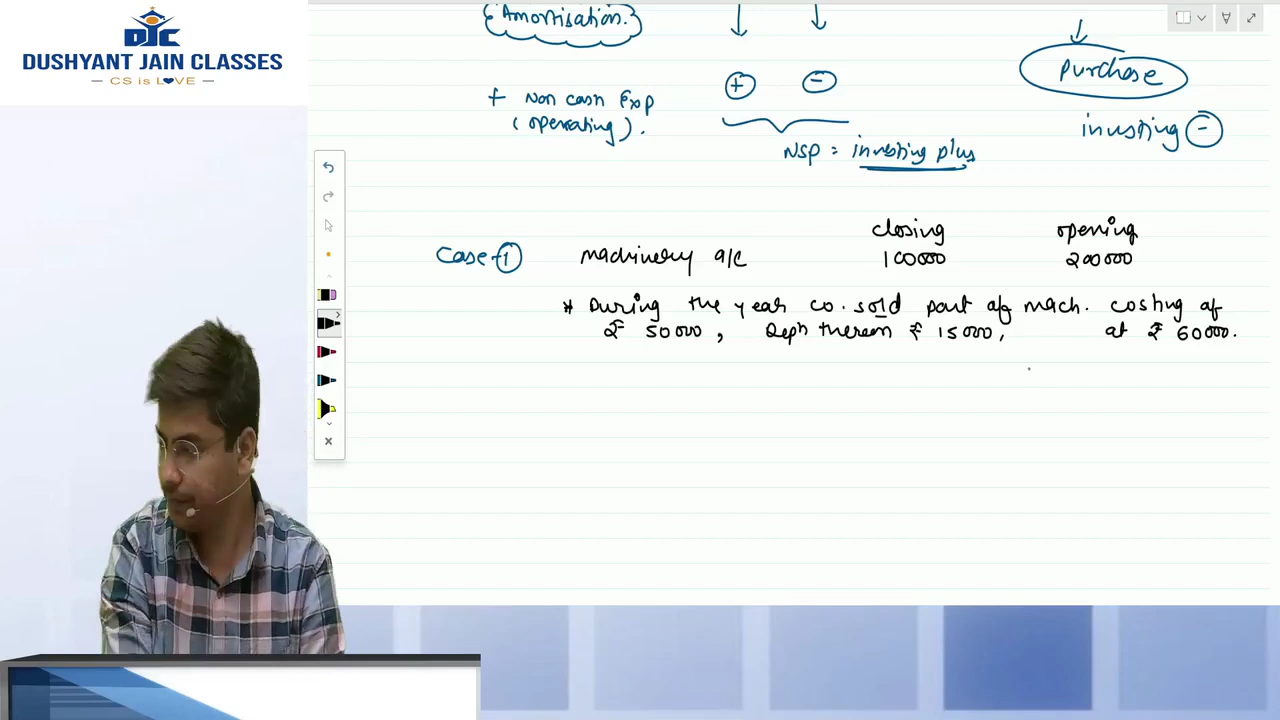 DJC
DUSHYANT JAIN CLASSES
CS is LOVE
Amortisation.
+ Non cash Exp
(operating).
+ -
NSP = investing plus
purchase
investing -
closing opening
Case-1 machinery a/c 100000 200000
* During the year co. sold part of mach. costing of
₹ 50000, Depn thereon ₹ 15000, at ₹ 60000.